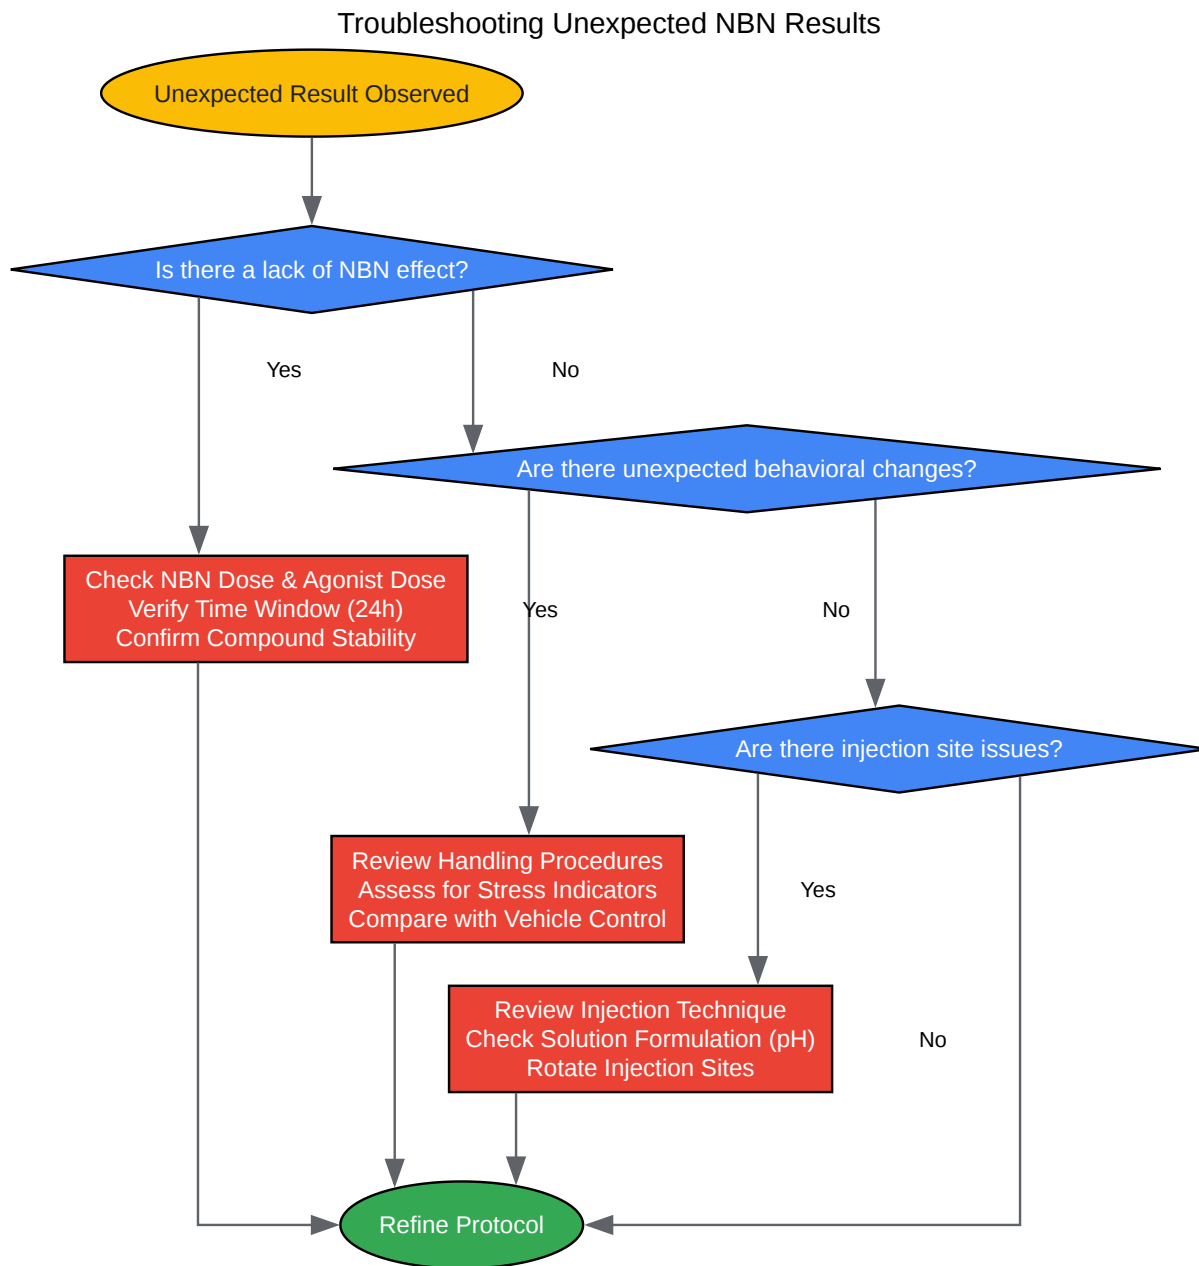 Troubleshooting Unexpected NBN Results
Unexpected Result Observed
Is there a lack of NBN effect?
Yes
No
Are there unexpected behavioral changes?
Check NBN Dose & Agonist Dose
Verify Time Window (24h)
Confirm Compound Stability
Yes
No
Are there injection site issues?
Review Handling Procedures
Assess for Stress Indicators
Compare with Vehicle Control
Yes
Review Injection Technique
Check Solution Formulation (pH)
Rotate Injection Sites
No
Refine Protocol